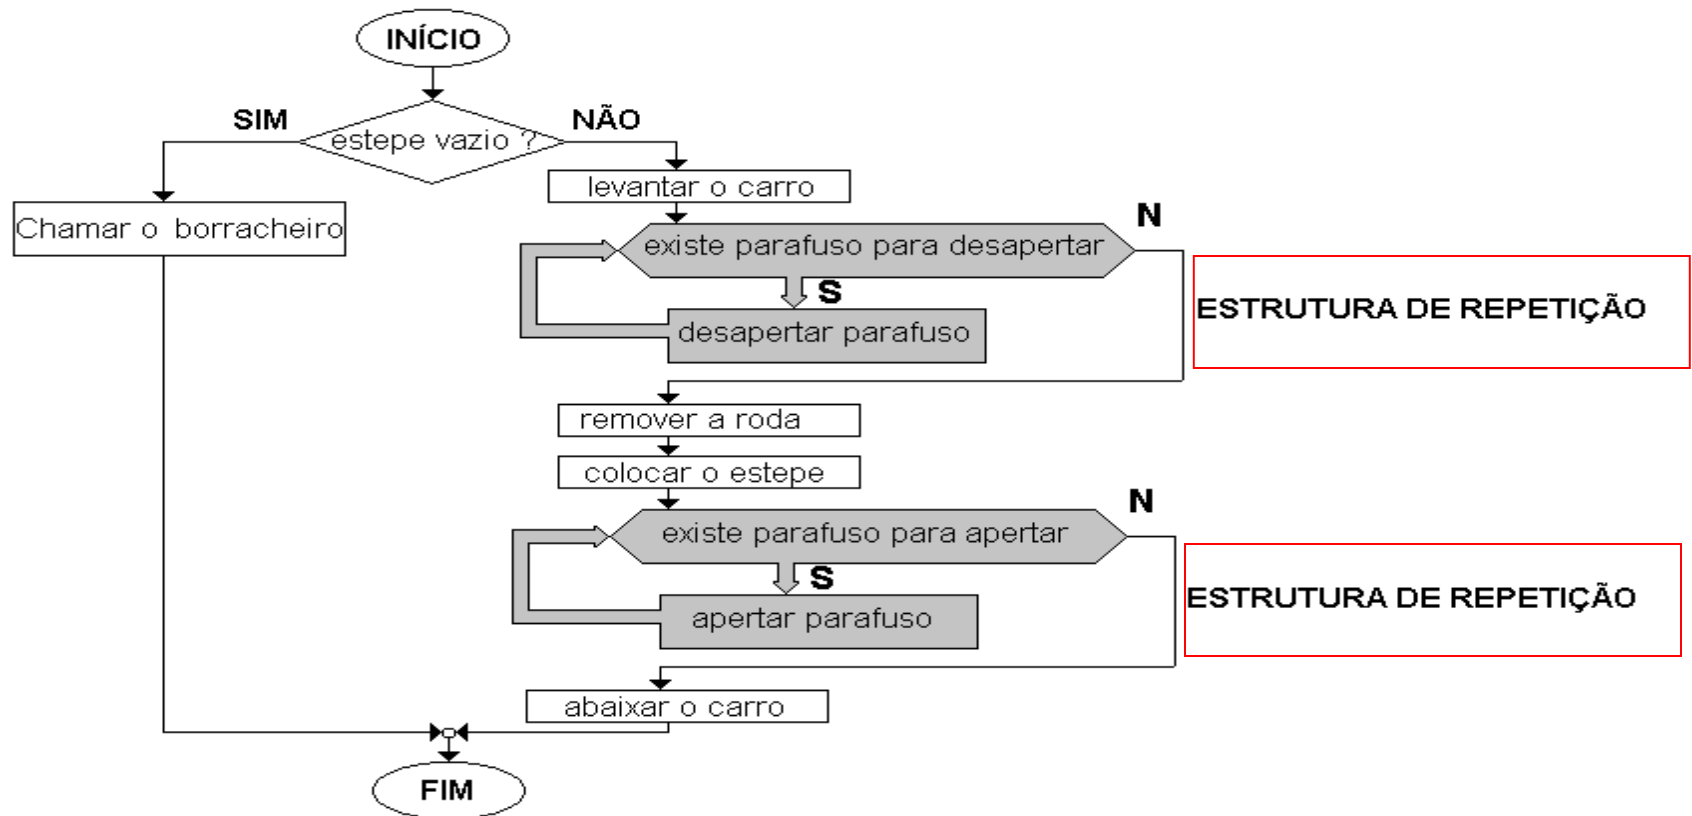 INÍCIO
SIM
NÃO
estepe vazio ?
levantar o carro
Chamar o borracheiro
N
existe parafuso para desapertar
S
ESTRUTURA DE REPETIÇÃO
desapertar parafuso
remover a roda
colocar o estepe
N
existe parafuso para apertar
S
ESTRUTURA DE REPETIÇÃO
apertar parafuso
abaixar o carro
FIM